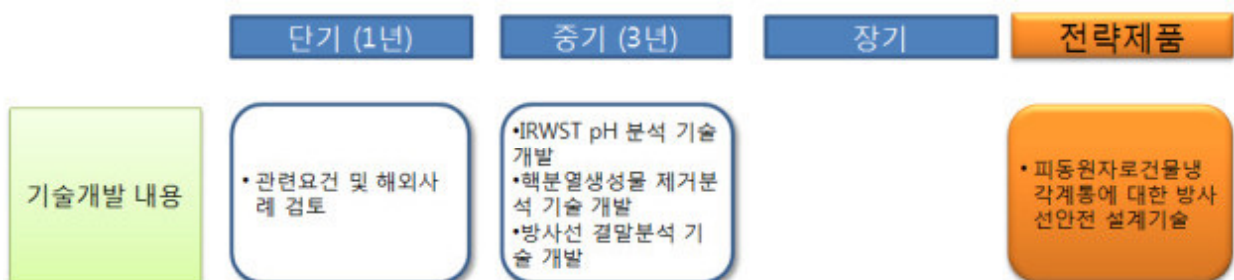 단기 (1년)
중기 (3년)
장기
전략제품
기술개발 내용
• 관련요건 및 해외사
례 검토
•IRWST pH 분석 기술
개발
•핵분열생성물 제거분
석 기술 개발
•방사선 결말분석 기
술 개발
• 피동원자로건물냉
각계통에 대한 방사
선안전 설계기술